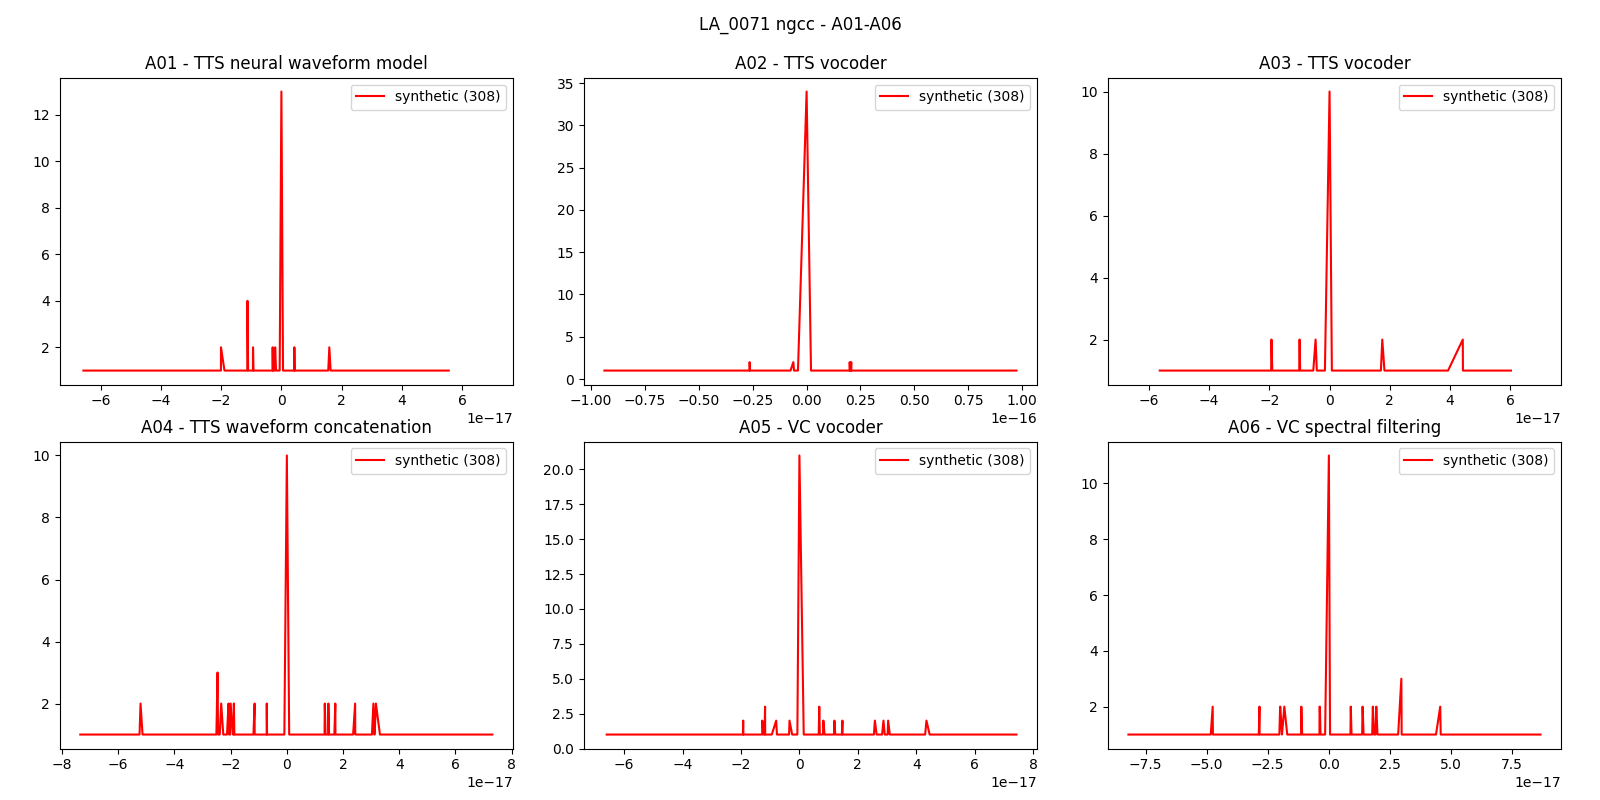 LA_0071 ngcc - A01-A06
A01 - TTS neural waveform model
synthetic (308)
12
10
8
6
4
2
−6 −4 −2 0 2 4 6
1e−17
A02 - TTS vocoder
synthetic (308)
35
30
25
20
15
10
5
0
−1.00 −0.75 −0.50 −0.25 0.00 0.25 0.50 0.75 1.00
1e−16
A03 - TTS vocoder
synthetic (308)
10
8
6
4
2
−6 −4 −2 0 2 4 6
1e−17
A04 - TTS waveform concatenation
synthetic (308)
10
8
6
4
2
−8 −6 −4 −2 0 2 4 6 8
1e−17
A05 - VC vocoder
synthetic (308)
20.0
17.5
15.0
12.5
10.0
7.5
5.0
2.5
0.0
−6 −4 −2 0 2 4 6 8
1e−17
A06 - VC spectral filtering
synthetic (308)
10
8
6
4
2
−7.5 −5.0 −2.5 0.0 2.5 5.0 7.5
1e−17